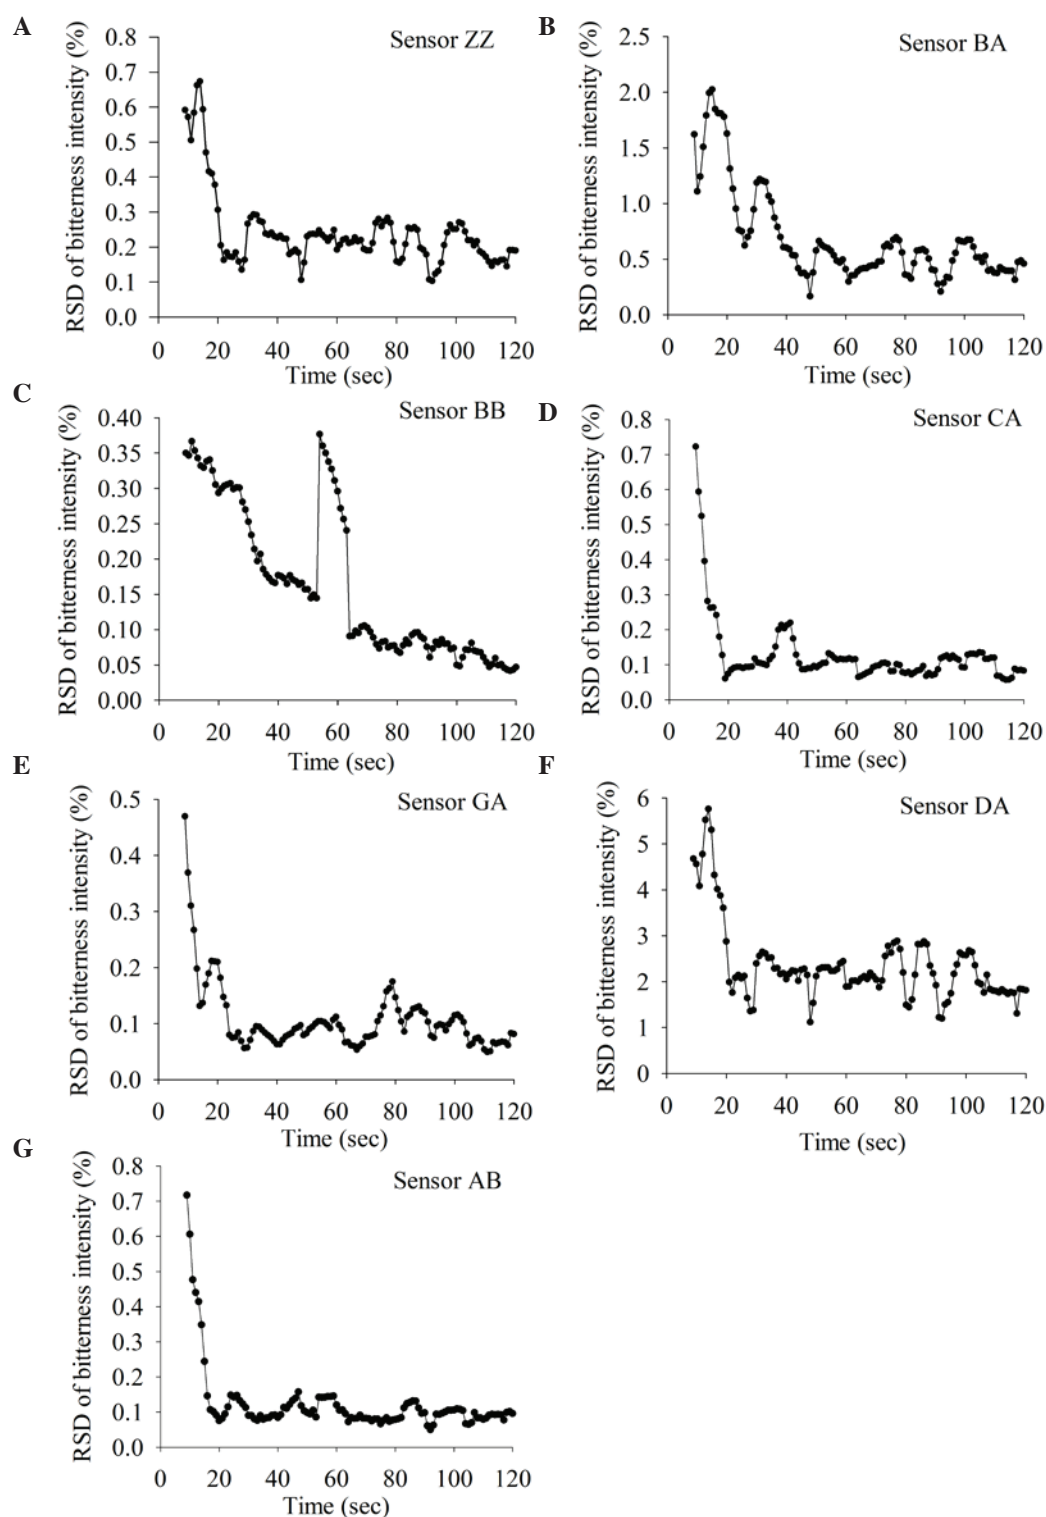 A
Sensor ZZ
RSD of bitterness intensity (%)
0.8
0.7
0.6
0.5
0.4
0.3
0.2
0.1
0.0
0 20 40 60 80 100 120
Time (sec)
B
Sensor BA
RSD of bitterness intensity (%)
2.5
2.0
1.5
1.0
0.5
0.0
0 20 40 60 80 100 120
Time (sec)
C
Sensor BB
RSD of bitterness intensity (%)
0.40
0.35
0.30
0.25
0.20
0.15
0.10
0.05
0.00
0 20 40 60 80 100 120
Time (sec)
D
Sensor CA
RSD of bitterness intensity (%)
0.8
0.7
0.6
0.5
0.4
0.3
0.2
0.1
0.0
0 20 40 60 80 100 120
Time (sec)
E
Sensor GA
RSD of bitterness intensity (%)
0.5
0.4
0.3
0.2
0.1
0.0
0 20 40 60 80 100 120
Time (sec)
F
Sensor DA
RSD of bitterness intensity (%)
6
5
4
3
2
1
0
0 20 40 60 80 100 120
Time (sec)
G
Sensor AB
RSD of bitterness intensity (%)
0.8
0.7
0.6
0.5
0.4
0.3
0.2
0.1
0.0
0 20 40 60 80 100 120
Time (sec)